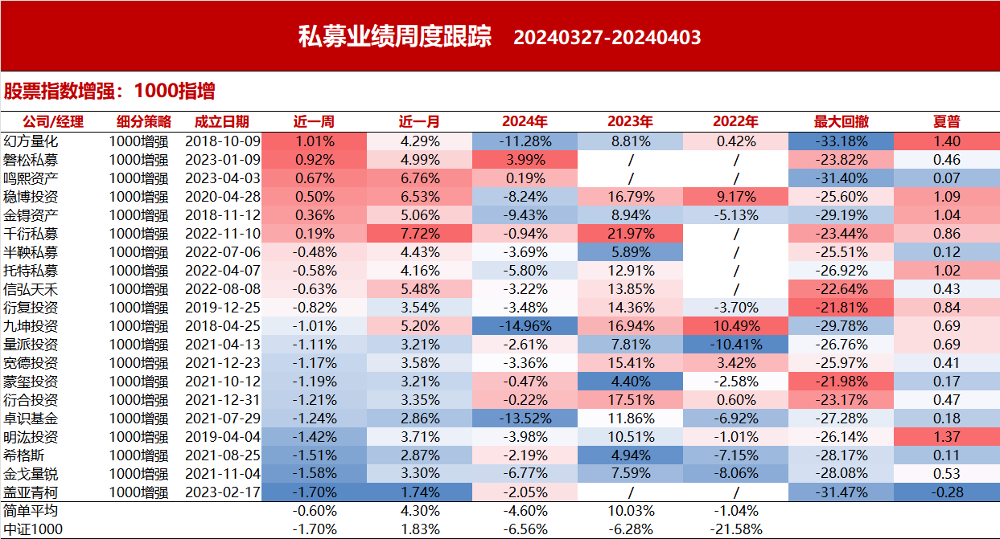 私募业绩周度跟踪 20240327-20240403
股票指数增强：1000指增
公司/经理 细分策略 成立日期 近一周 近一月 2024年 2023年 2022年 最大回撤 夏普
幻方量化 1000增强 2018-10-09 1.01% 4.29% -11.28% 8.81% 0.42% -33.18% 1.40
磐松私募 1000增强 2023-01-09 0.92% 4.99% 3.99% / / -23.82% 0.46
鸣熙资产 1000增强 2023-04-03 0.67% 6.76% 0.19% / / -31.40% 0.07
稳博投资 1000增强 2020-04-28 0.50% 6.53% -8.24% 16.79% 9.17% -25.60% 1.09
金锝资产 1000增强 2018-11-12 0.36% 5.06% -9.43% 8.94% -5.13% -29.19% 1.04
千衍私募 1000增强 2022-11-10 0.19% 7.72% -0.94% 21.97% / -23.44% 0.86
半鞅私募 1000增强 2022-07-06 -0.48% 4.43% -3.69% 5.89% / -25.51% 0.12
托特私募 1000增强 2022-04-07 -0.58% 4.16% -5.80% 12.91% / -26.92% 1.02
信弘天禾 1000增强 2022-08-08 -0.63% 5.48% -3.22% 13.85% / -22.64% 0.43
衍复投资 1000增强 2019-12-25 -0.82% 3.54% -3.48% 14.36% -3.70% -21.81% 0.84
九坤投资 1000增强 2018-04-25 -1.01% 5.20% -14.96% 16.94% 10.49% -29.78% 0.69
量派投资 1000增强 2021-04-13 -1.11% 3.21% -2.61% 7.81% -10.41% -26.76% 0.69
宽德投资 1000增强 2021-12-23 -1.17% 3.58% -3.36% 15.41% 3.42% -25.97% 0.41
蒙玺投资 1000增强 2021-10-12 -1.19% 3.21% -0.47% 4.40% -2.58% -21.98% 0.17
衍合投资 1000增强 2021-12-31 -1.21% 3.35% -0.22% 17.51% 0.60% -23.17% 0.47
卓识基金 1000增强 2021-07-29 -1.24% 2.86% -13.52% 11.86% -6.92% -27.28% 0.18
明汯投资 1000增强 2019-04-04 -1.42% 3.71% -3.98% 10.51% -1.01% -26.14% 1.37
希格斯 1000增强 2021-08-25 -1.51% 2.87% -2.19% 4.94% -7.15% -28.17% 0.11
金戈量锐 1000增强 2021-11-04 -1.58% 3.30% -6.77% 7.59% -8.06% -28.08% 0.53
盖亚青柯 1000增强 2023-02-17 -1.70% 1.74% -2.05% / / -31.47% -0.28
简单平均 -0.60% 4.30% -4.60% 10.03% -1.04%
中证1000 -1.70% 1.83% -6.56% -6.28% -21.58%